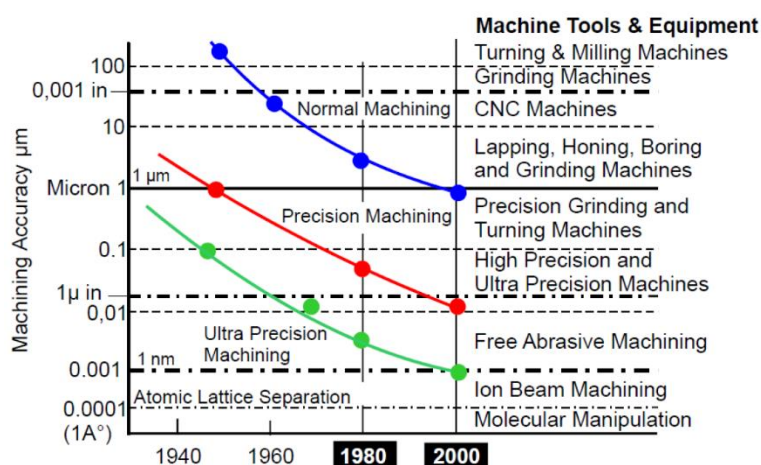 Machine Tools & Equipment
Turning & Milling Machines
100
Grinding Machines
0,001 in
Normal Machining
CNC Machines
10
Lapping, Honing, Boring
and Grinding Machines
Micron 1
1 µm
Precision Machining
Precision Grinding and
Turning Machines
0.1
High Precision and
Ultra Precision Machines
1µ in
0,01
Ultra Precision
Machining
Free Abrasive Machining
0.001
1 nm
Atomic Lattice Separation
Ion Beam Machining
0.0001
(1A°)
Molecular Manipulation
Machining Accuracy µm
1940
1960
1980
2000